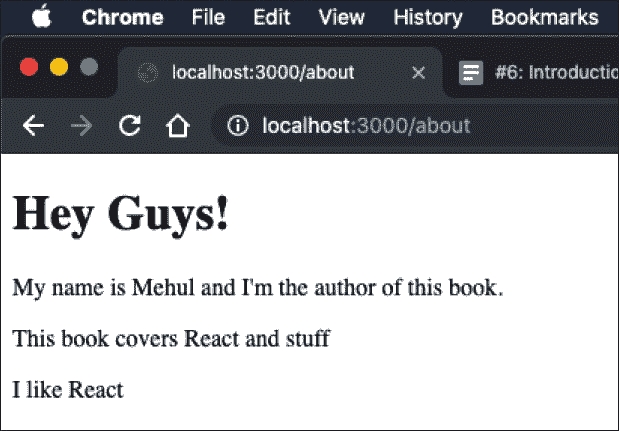 Chrome File Edit View History Bookmarks
localhost:3000/about #6: Introductio
localhost:3000/about
Hey Guys!
My name is Mehul and I'm the author of this book.
This book covers React and stuff
I like React